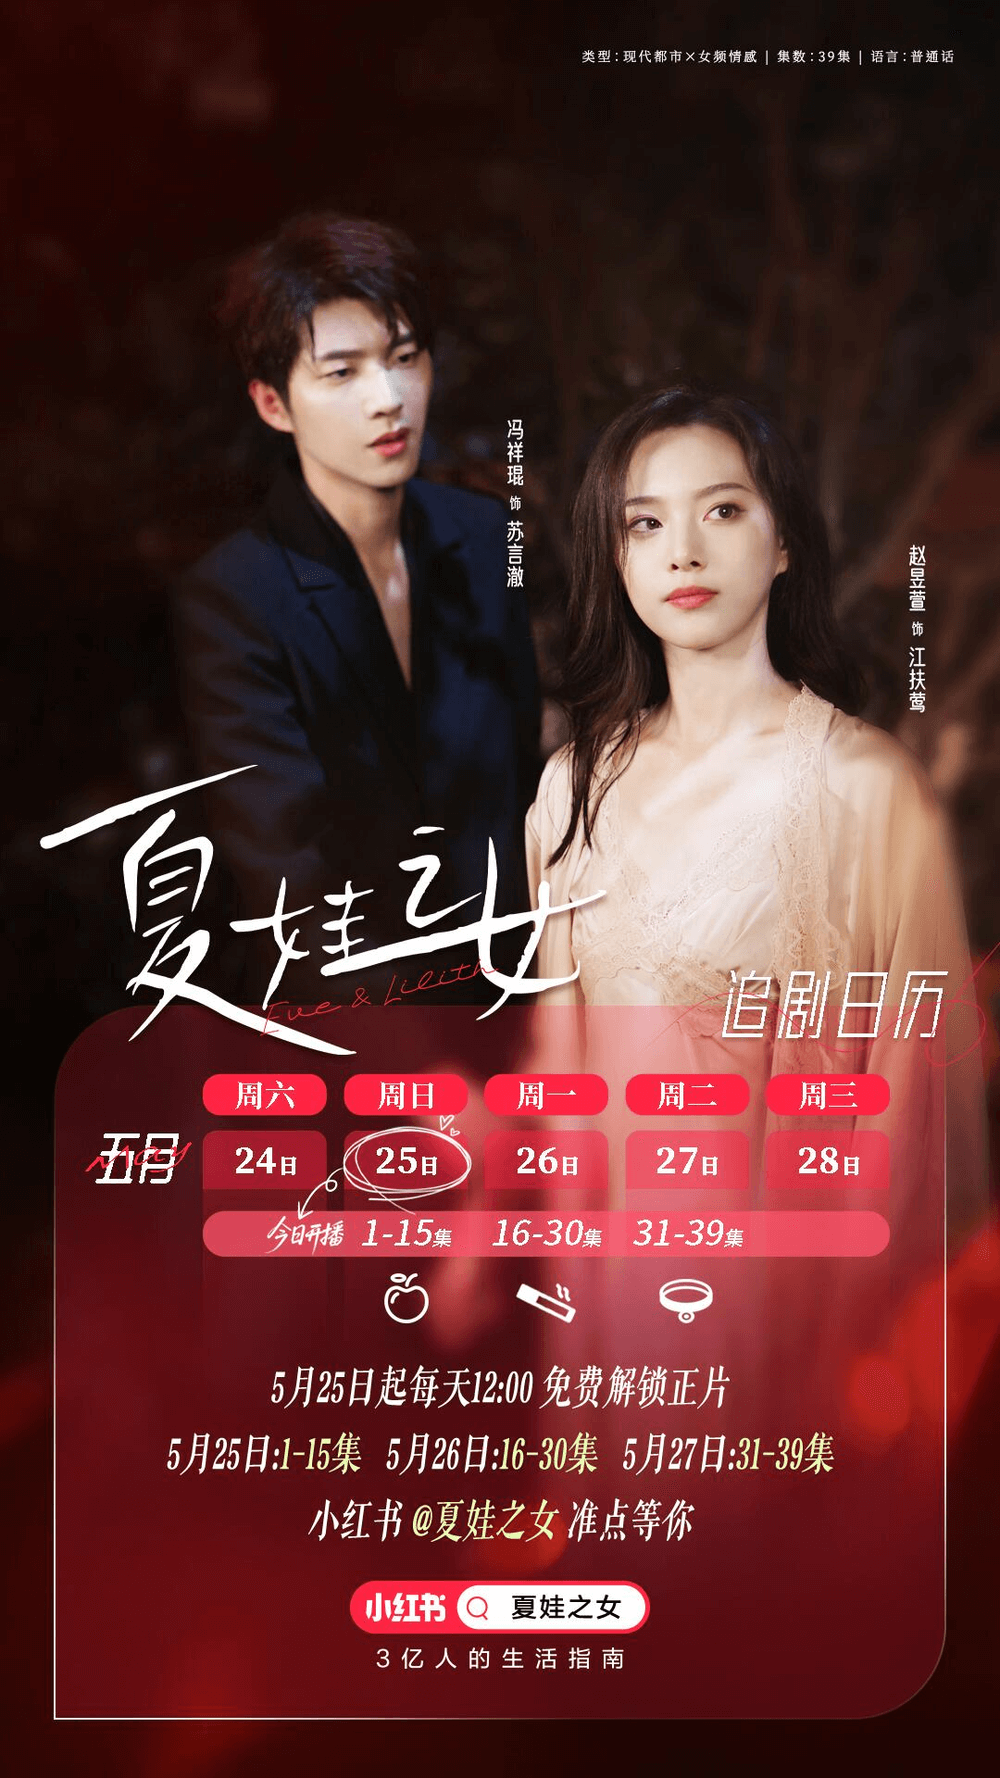 类型:现代都市×女频情感 | 集数:39集 | 语言:普通话
冯祥琨 饰 苏言澈
赵昱萱 饰 江扶莺
夏娃之女
Eve & Lilith
追剧日历
周六 周日 周一 周二 周三
五月
May
24日 25日 26日 27日 28日
今日开播 1-15集 16-30集 31-39集
5月25日起每天12:00 免费解锁正片
5月25日:1-15集 5月26日:16-30集 5月27日:31-39集
小红书 @夏娃之女 准点等你
小红书 夏娃之女
3亿人的生活指南